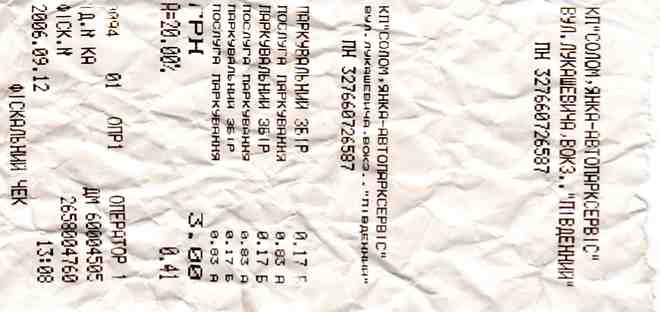 КП"СОЛОМ,ЯНКА-АВТОПАРКСЕРВІС"
ВУЛ.ЛУКАШЕВИЧА,ВОКЗ.."ПІВДЕННИЙ"
ПН 327660726587
КП"СОЛОМ,ЯНКА-АВТОПАРКСЕРВІС"
ВУЛ.ЛУКАШЕВИЧА,ВОКЗ.."ПІВДЕННИЙ"
ПН 327660726587
ПАРКУВАЛЬНИЙ ЗБІР 0.17 Г
ПОСЛУГА ПАРКУВАННЯ 0.83 А
ПАРКУВАЛЬНИЙ ЗБІР 0.17 Б
ПОСЛУГА ПАРКУВАННЯ 0.83 А
ПАРКУВАЛЬНИЙ ЗБІР 0.17 Б
ПОСЛУГА ПАРКУВАННЯ 0.83 А
ГРН 3.00
А=20.00% 0.41
0094 01 ОПР1 ОПЕРАТОР 1
ІД.N КА ДМ 60004505
ФІСК.N 2658004760
2006.09.12 13:08
ФІСКАЛЬНИЙ ЧЕК